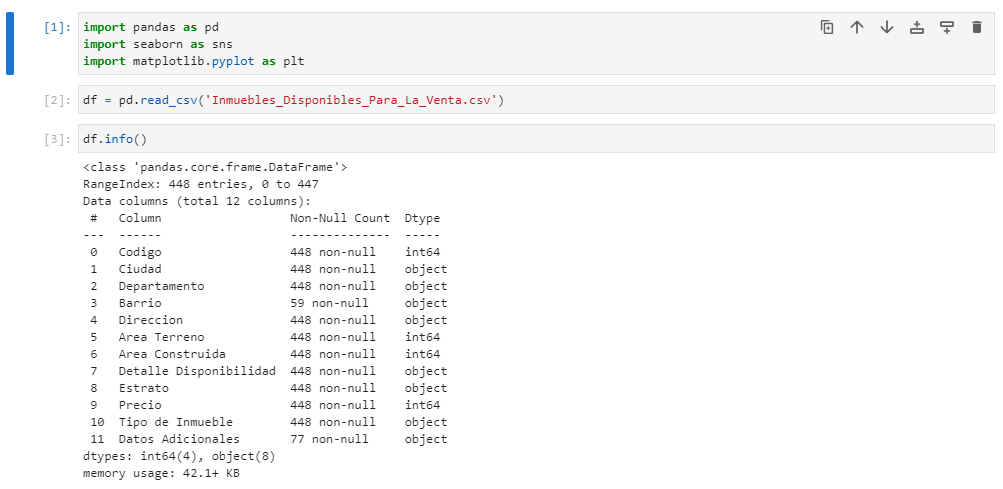 [1]: import pandas as pd
import seaborn as sns
import matplotlib.pyplot as plt
[2]: df = pd.read_csv('Inmuebles_Disponibles_Para_La_Venta.csv')
[3]: df.info()
<class 'pandas.core.frame.DataFrame'>
RangeIndex: 448 entries, 0 to 447
Data columns (total 12 columns):
 #   Column                 Non-Null Count  Dtype
---  ------                 --------------  -----
 0   Codigo                 448 non-null    int64
 1   Ciudad                 448 non-null    object
 2   Departamento           448 non-null    object
 3   Barrio                 59 non-null     object
 4   Direccion              448 non-null    object
 5   Area Terreno           448 non-null    int64
 6   Area Construida        448 non-null    int64
 7   Detalle Disponibilidad  448 non-null    object
 8   Estrato                448 non-null    object
 9   Precio                 448 non-null    int64
 10  Tipo de Inmueble       448 non-null    object
 11  Datos Adicionales      77 non-null     object
dtypes: int64(4), object(8)
memory usage: 42.1+ KB